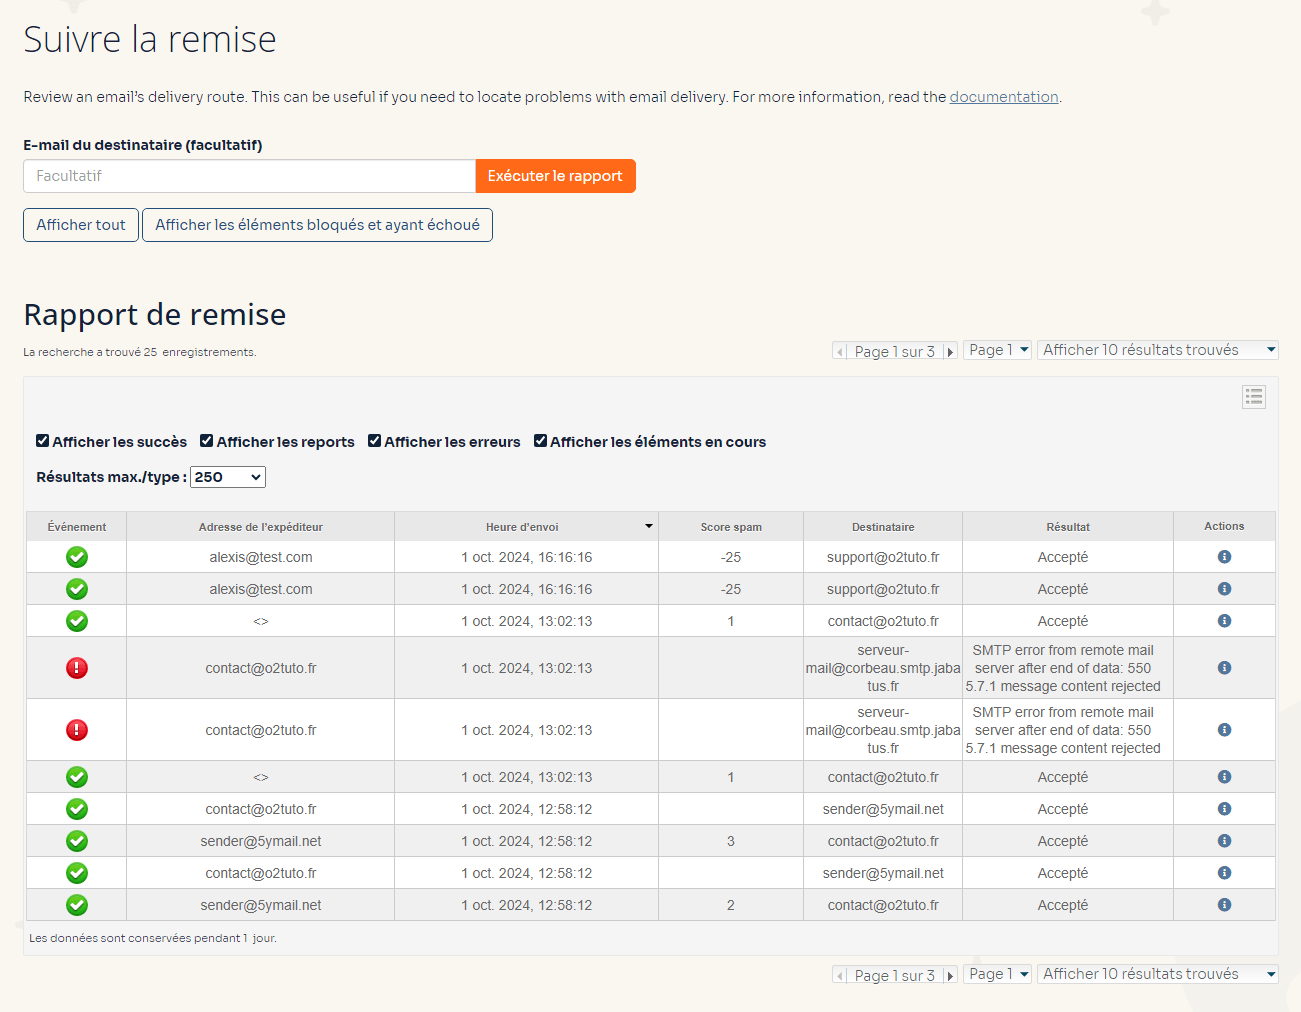 Suivre la remise
Review an email's delivery route. This can be useful if you need to locate problems with email delivery. For more information, read the documentation.
E-mail du destinataire (facultatif)
Facultatif Exécuter le rapport
Afficher tout Afficher les éléments bloqués et ayant échoué
Rapport de remise
La recherche a trouvé 25 enregistrements. Page 1 sur 3 Page 1 Afficher 10 résultats trouvés
Afficher les succès Afficher les reports Afficher les erreurs Afficher les éléments en cours
Résultats max./type : 250
Événement Adresse de l'expéditeur Heure d'envoi Score spam Destinataire Résultat Actions
alexis@test.com 1 oct. 2024, 16:16:16 -25 support@o2tuto.fr Accepté
alexis@test.com 1 oct. 2024, 16:16:16 -25 support@o2tuto.fr Accepté
<> 1 oct. 2024, 13:02:13 1 contact@o2tuto.fr Accepté
contact@o2tuto.fr 1 oct. 2024, 13:02:13
serveur-
mail@corbeau.smtp.jaba
tus.fr
SMTP error from remote mail
server after end of data: 550
5.7.1 message content rejected
contact@o2tuto.fr 1 oct. 2024, 13:02:13
serveur-
mail@corbeau.smtp.jaba
tus.fr
SMTP error from remote mail
server after end of data: 550
5.7.1 message content rejected
<> 1 oct. 2024, 13:02:13 1 contact@o2tuto.fr Accepté
contact@o2tuto.fr 1 oct. 2024, 12:58:12 sender@5ymail.net Accepté
sender@5ymail.net 1 oct. 2024, 12:58:12 3 contact@o2tuto.fr Accepté
contact@o2tuto.fr 1 oct. 2024, 12:58:12 sender@5ymail.net Accepté
sender@5ymail.net 1 oct. 2024, 12:58:12 2 contact@o2tuto.fr Accepté
Les données sont conservées pendant 1 jour.
Page 1 sur 3 Page 1 Afficher 10 résultats trouvés